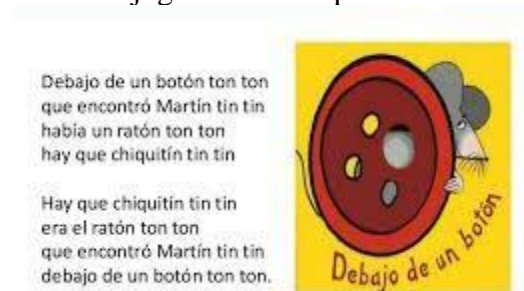 Debajo de un botón ton ton
que encontró Martín tin tin
había un ratón ton ton
hay que chiquitín tin tin
Hay que chiquitín tin tin
era el ratón ton ton
que encontró Martín tin tin
debajo de un botón ton ton.
Debajo de un botón